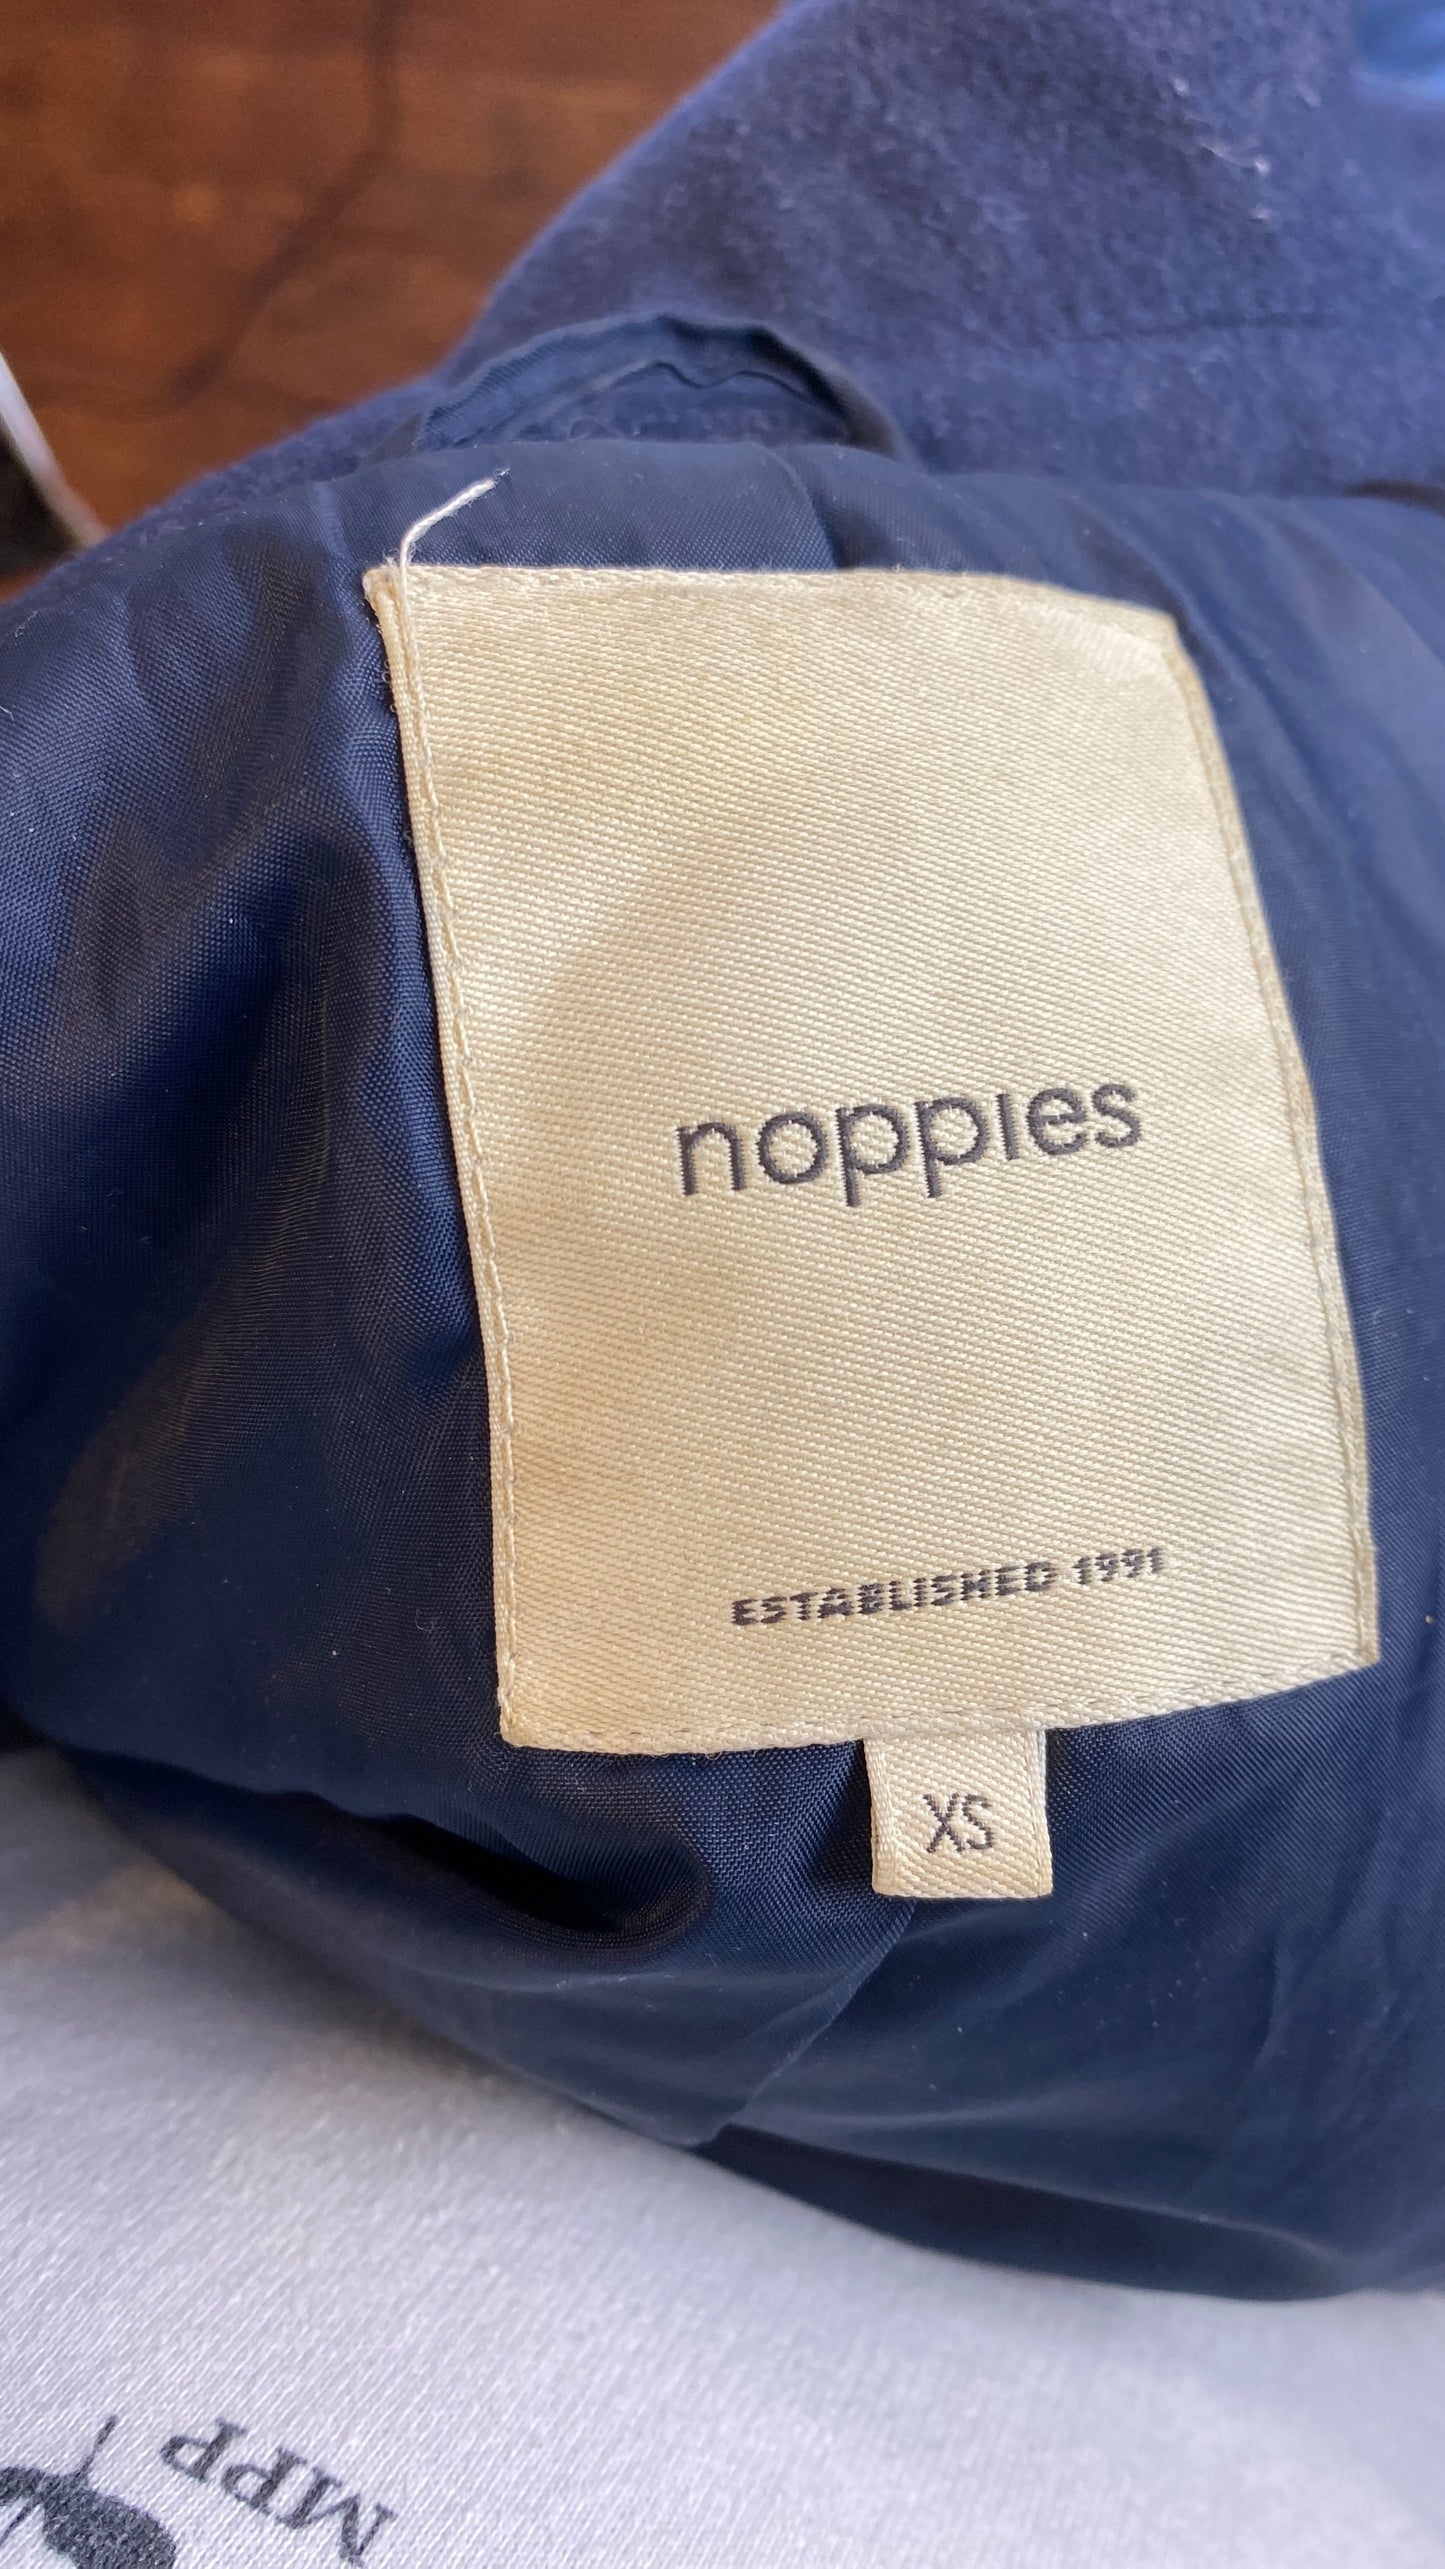 noppies
ESTABLISHED 1991
XS
MPP